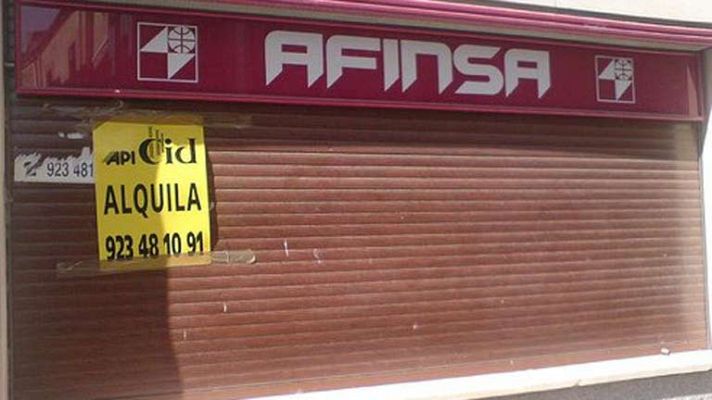 AFINSA
API Cid
923 481
ALQUILA
923 48 10 91